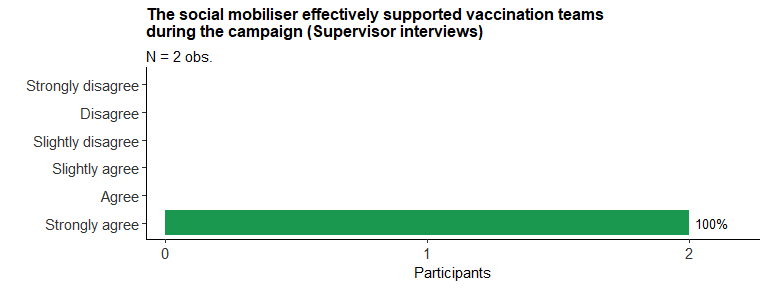 The social mobiliser effectively supported vaccination teams
during the campaign (Supervisor interviews)
N = 2 obs.
Strongly disagree
Disagree
Slightly disagree
Slightly agree
Agree
Strongly agree
100%
0
1
2
Participants